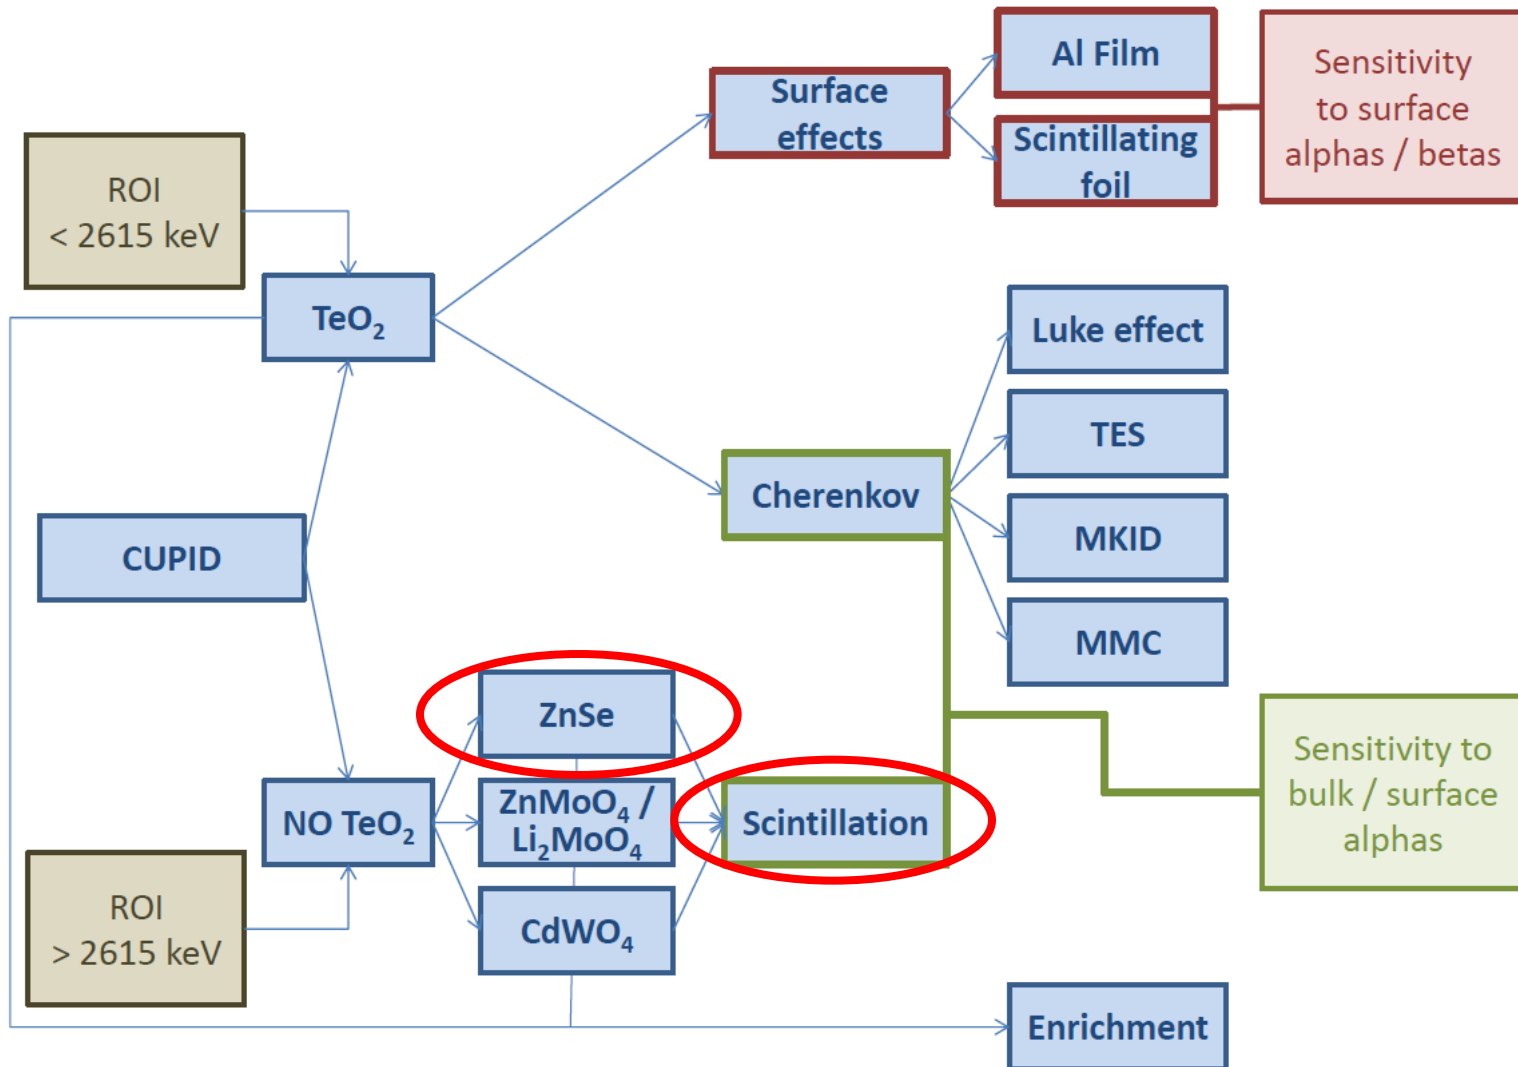 Al Film
Sensitivity
to surface
alphas / betas
Surface
effects
Scintillating
foil
ROI
< 2615 keV
TeO₂
Luke effect
TES
Cherenkov
MKID
CUPID
MMC
ZnSe
Sensitivity to
bulk / surface
alphas
NO TeO₂
ZnMoO₄ /
Li₂MoO₄
Scintillation
ROI
> 2615 keV
CdWO₄
Enrichment